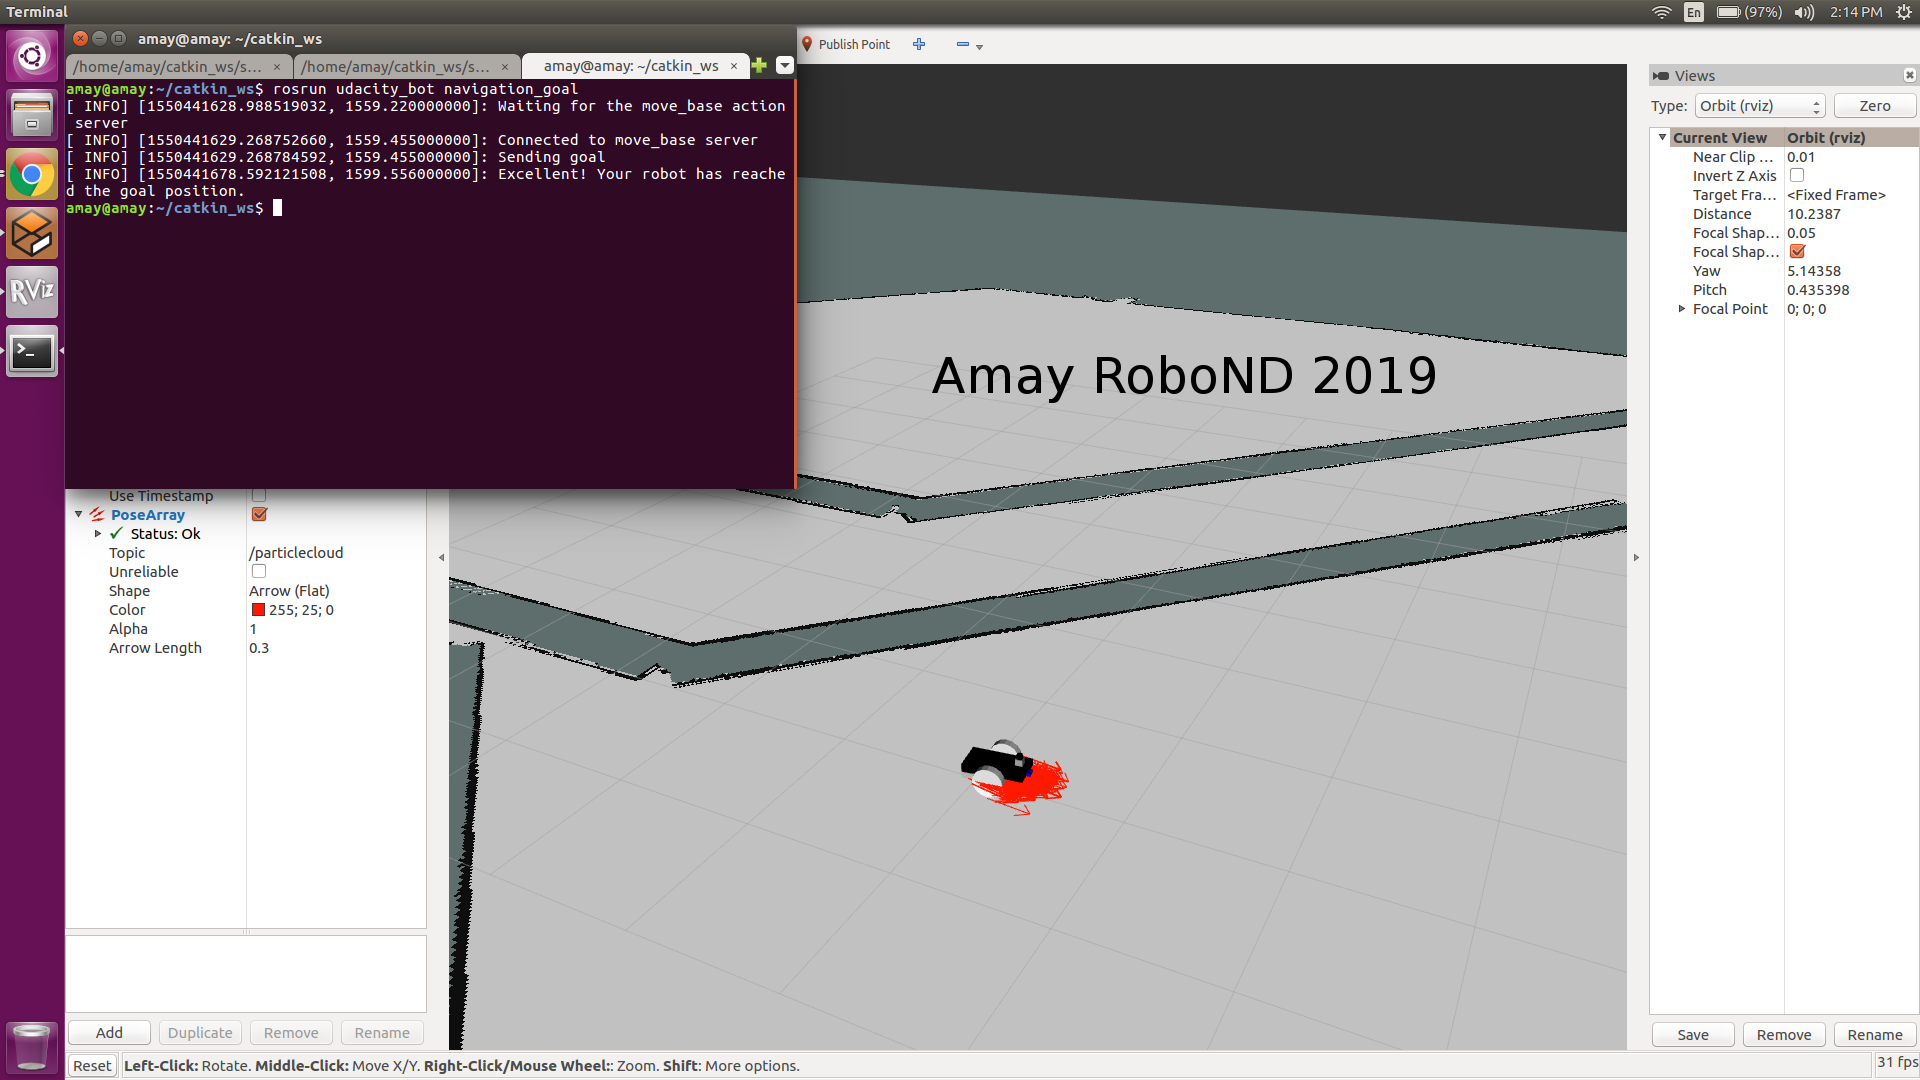 Terminal
En
(97%)
2:14 PM
amay@amay: ~/catkin_ws
/home/amay/catkin_ws/s... ×
/home/amay/catkin_ws/s... ×
amay@amay: ~/catkin_ws ×
amay@amay:~/catkin_ws$ rosrun udacity_bot navigation_goal
[ INFO] [1550441628.988519032, 1559.220000000]: Waiting for the move_base action
server
[ INFO] [1550441629.268752660, 1559.455000000]: Connected to move_base server
[ INFO] [1550441629.268784592, 1559.455000000]: Sending goal
[ INFO] [1550441678.592121508, 1599.556000000]: Excellent! Your robot has reache
d the goal position.
amay@amay:~/catkin_ws$
RViz
Publish Point
Amay RoboND 2019
Use Timestamp
PoseArray
Status: Ok
Topic /particlecloud
Unreliable
Shape Arrow (Flat)
Color 255; 25; 0
Alpha 1
Arrow Length 0.3
Add Duplicate Remove Rename
Views
Type: Orbit (rviz) Zero
Current View Orbit (rviz)
Near Clip ... 0.01
Invert Z Axis
Target Fra... <Fixed Frame>
Distance 10.2387
Focal Shap... 0.05
Focal Shap...
Yaw 5.14358
Pitch 0.435398
Focal Point 0; 0; 0
Save Remove Rename
Reset Left-Click: Rotate. Middle-Click: Move X/Y. Right-Click/Mouse Wheel:: Zoom. Shift: More options.
31 fps